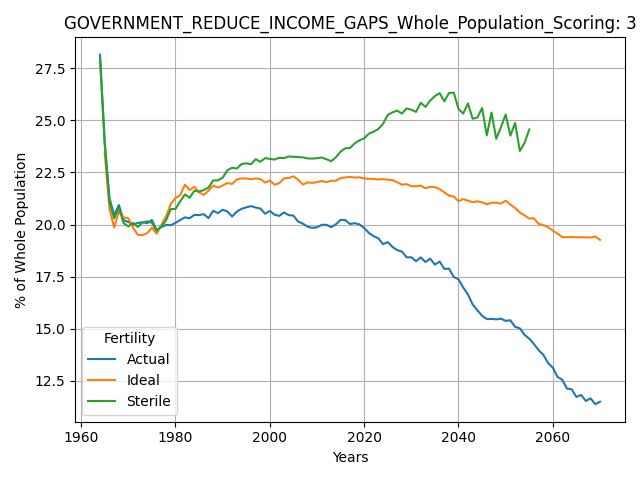 GOVERNMENT_REDUCE_INCOME_GAPS_Whole_Population_Scoring: 3
% of Whole Population
27.5
25.0
22.5
20.0
17.5
15.0
12.5
Fertility
Actual
Ideal
Sterile
1960
1980
2000
2020
2040
2060
Years